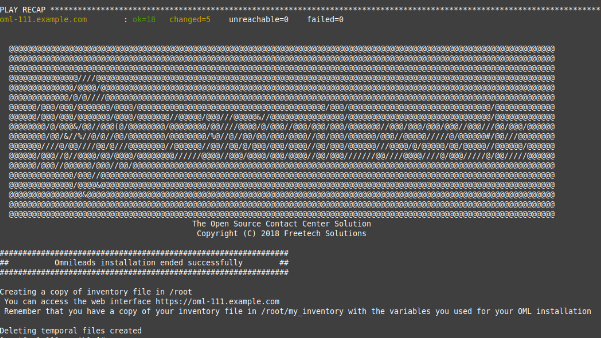 PLAY RECAP ****************************************************************************************************************
oml-111.example.com : ok=18 changed=5 unreachable=0 failed=0
The Open Source Contact Center Solution
Copyright (C) 2018 Freetech Solutions
###############################################################
## Omnileads installation ended successfully ##
###############################################################
Creating a copy of inventory file in /root
You can access the web interface https://oml-111.example.com
Remember that you have a copy of your inventory file in /root/my_inventory with the variables you used for your OML installation
Deleting temporal files created